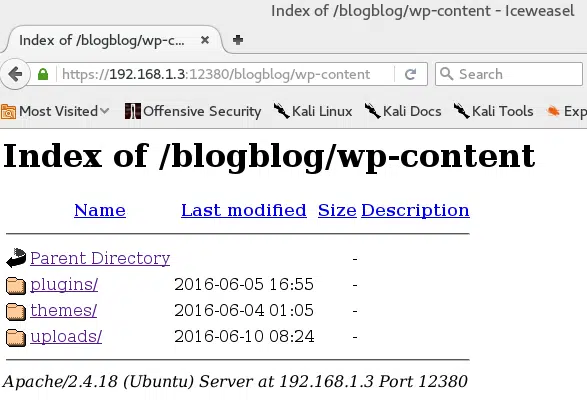 Index of /blogblog/wp-content - Iceweasel
Index of /blogblog/wp-c... × +
https://192.168.1.3:12380/blogblog/wp-content Search
Most Visited Offensive Security Kali Linux Kali Docs Kali Tools Exp
Index of /blogblog/wp-content
Name Last modified Size Description
Parent Directory -
plugins/ 2016-06-05 16:55 -
themes/ 2016-06-04 01:05 -
uploads/ 2016-06-10 08:24 -
Apache/2.4.18 (Ubuntu) Server at 192.168.1.3 Port 12380